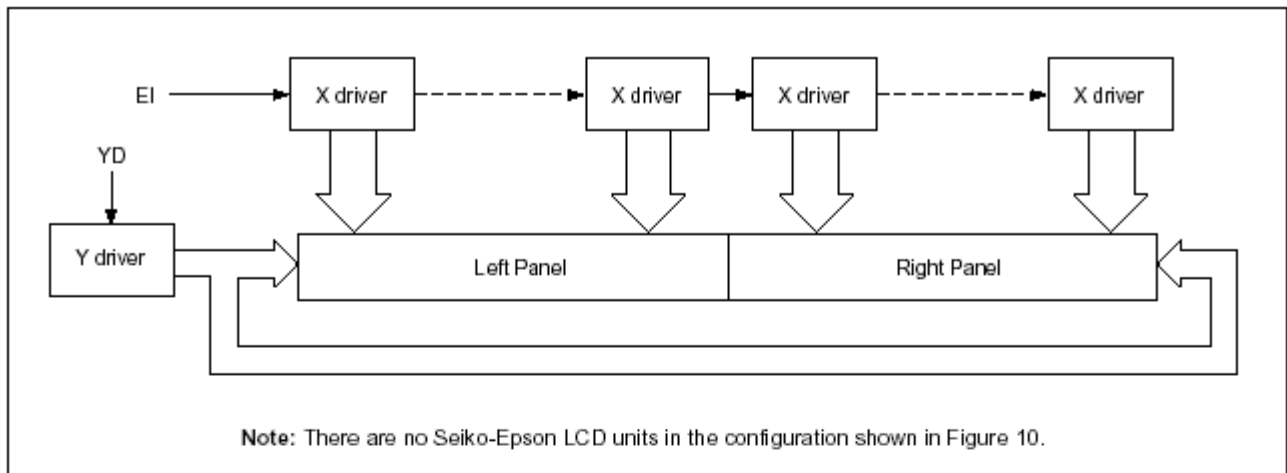 EI
X driver
X driver
X driver
X driver
YD
Y driver
Left Panel
Right Panel
Note: There are no Seiko-Epson LCD units in the configuration shown in Figure 10.